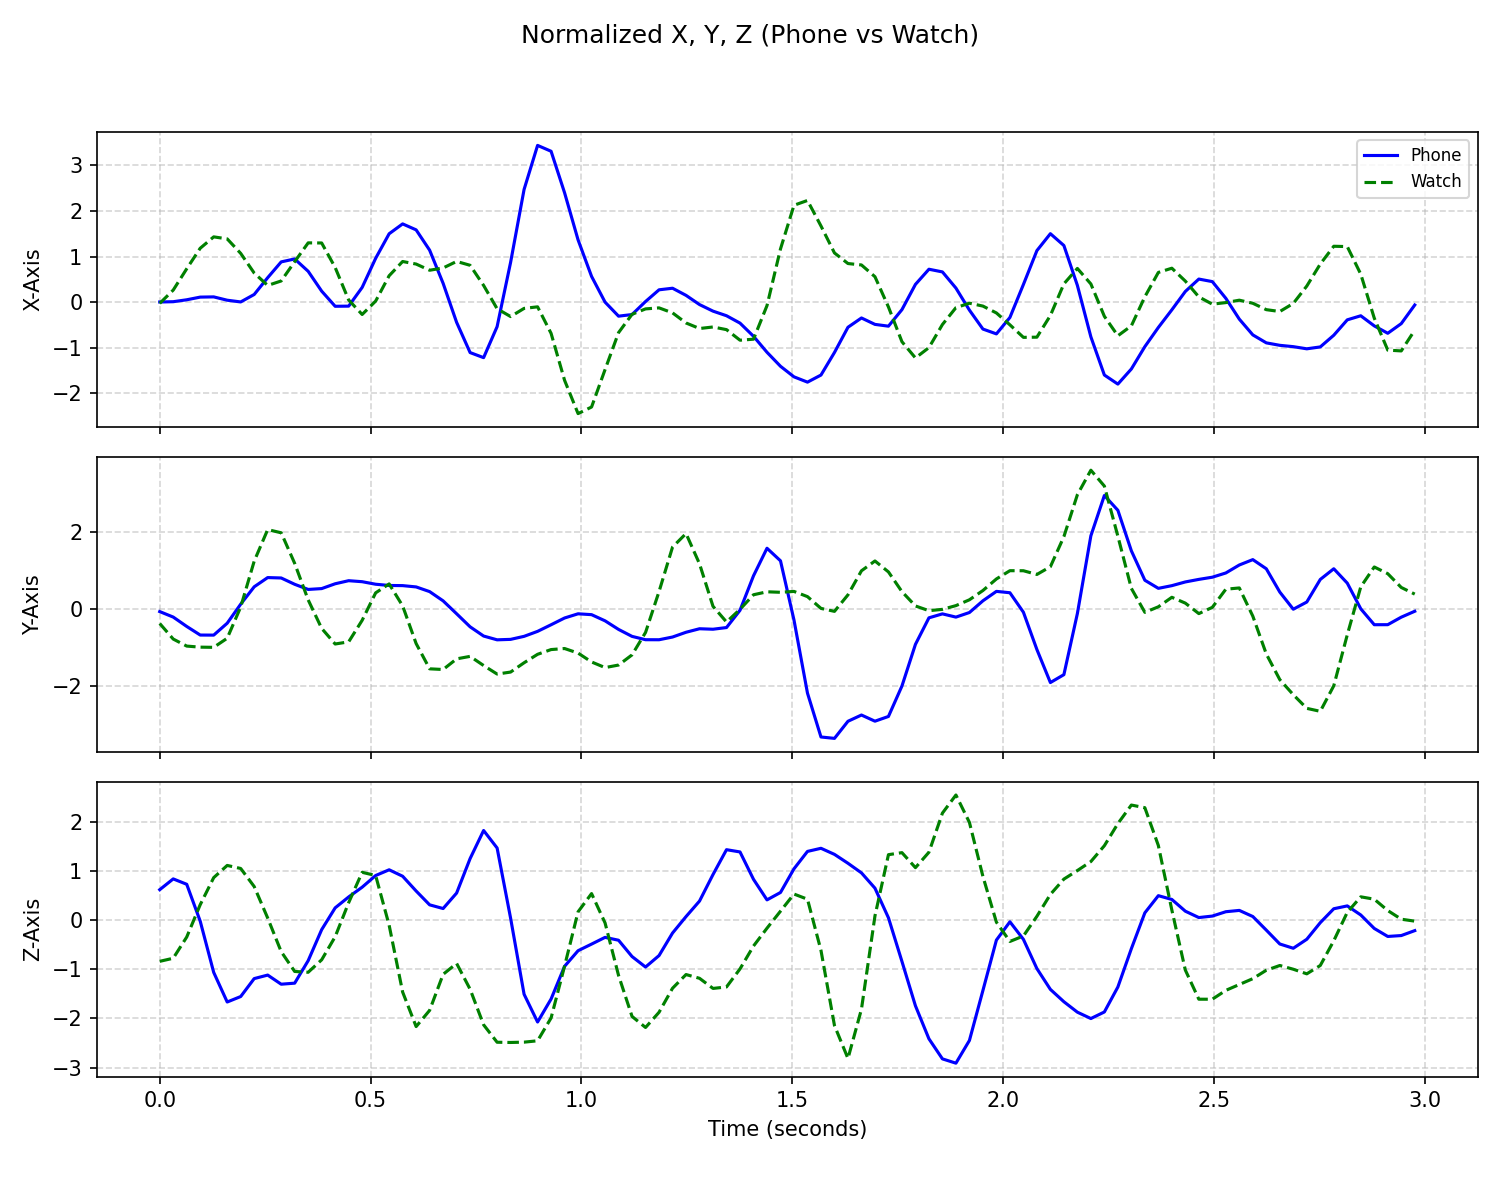 Normalized X, Y, Z (Phone vs Watch)
Phone
Watch
X-Axis
3
2
1
0
−1
−2
Y-Axis
2
0
−2
Z-Axis
2
1
0
−1
−2
−3
0.0 0.5 1.0 1.5 2.0 2.5 3.0
Time (seconds)